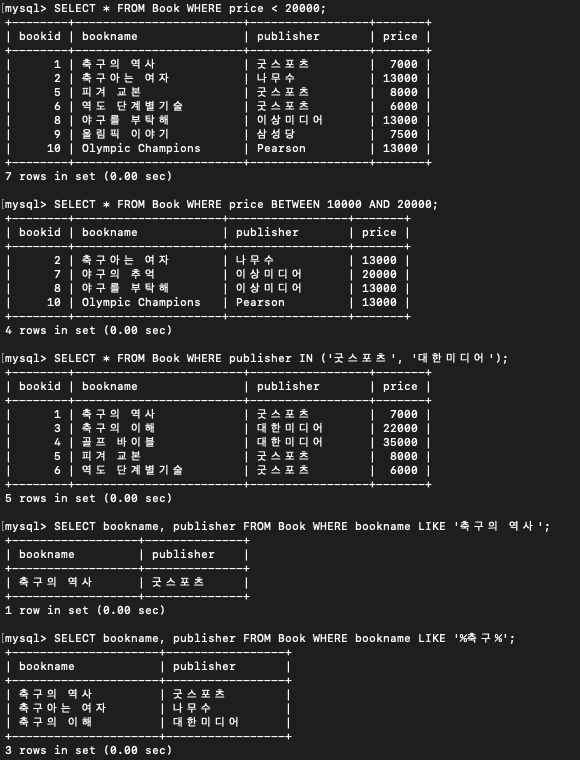 [mysql> SELECT * FROM Book WHERE price < 20000;
+--------+------------------------+-----------------+-------+
| bookid | bookname               | publisher       | price |
+--------+------------------------+-----------------+-------+
|      1 | 축구의 역사            | 굿스포츠        |  7000 |
|      2 | 축구아는 여자          | 나무수          | 13000 |
|      5 | 피겨 교본              | 굿스포츠        |  8000 |
|      6 | 역도 단계별기술        | 굿스포츠        |  6000 |
|      8 | 야구를 부탁해          | 이상미디어      | 13000 |
|      9 | 올림픽 이야기          | 삼성당          |  7500 |
|     10 | Olympic Champions      | Pearson         | 13000 |
+--------+------------------------+-----------------+-------+
7 rows in set (0.00 sec)
[mysql> SELECT * FROM Book WHERE price BETWEEN 10000 AND 20000;
+--------+---------------------+-----------------+-------+
| bookid | bookname            | publisher       | price |
+--------+---------------------+-----------------+-------+
|      2 | 축구아는 여자       | 나무수          | 13000 |
|      7 | 야구의 추억         | 이상미디어      | 20000 |
|      8 | 야구를 부탁해       | 이상미디어      | 13000 |
|     10 | Olympic Champions   | Pearson         | 13000 |
+--------+---------------------+-----------------+-------+
4 rows in set (0.00 sec)
[mysql> SELECT * FROM Book WHERE publisher IN ('굿스포츠', '대한미디어');
+--------+------------------------+-----------------+-------+
| bookid | bookname               | publisher       | price |
+--------+------------------------+-----------------+-------+
|      1 | 축구의 역사            | 굿스포츠        |  7000 |
|      3 | 축구의 이해            | 대한미디어      | 22000 |
|      4 | 골프 바이블            | 대한미디어      | 35000 |
|      5 | 피겨 교본              | 굿스포츠        |  8000 |
|      6 | 역도 단계별기술        | 굿스포츠        |  6000 |
+--------+------------------------+-----------------+-------+
5 rows in set (0.00 sec)
[mysql> SELECT bookname, publisher FROM Book WHERE bookname LIKE '축구의 역사';
+------------------+--------------+
| bookname         | publisher    |
+------------------+--------------+
| 축구의 역사      | 굿스포츠     |
+------------------+--------------+
1 row in set (0.00 sec)
[mysql> SELECT bookname, publisher FROM Book WHERE bookname LIKE '%축구%';
+---------------------+-----------------+
| bookname            | publisher       |
+---------------------+-----------------+
| 축구의 역사         | 굿스포츠        |
| 축구아는 여자       | 나무수          |
| 축구의 이해         | 대한미디어      |
+---------------------+-----------------+
3 rows in set (0.00 sec)